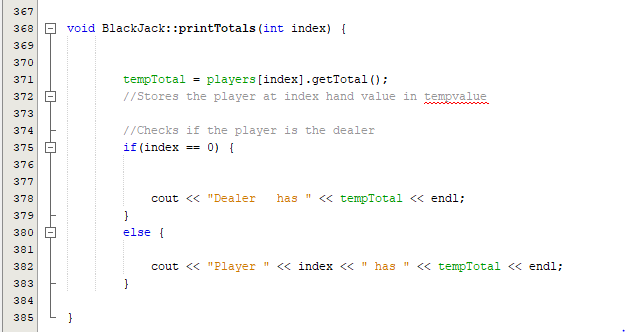 367
368 void BlackJack::printTotals(int index) {
369
370
371 tempTotal = players[index].getTotal();
372 //Stores the player at index hand value in tempvalue
373
374 //Checks if the player is the dealer
375 if(index == 0) {
376
377
378 cout << "Dealer   has " << tempTotal << endl;
379 }
380 else {
381
382 cout << "Player " << index << " has " << tempTotal << endl;
383 }
384
385 }